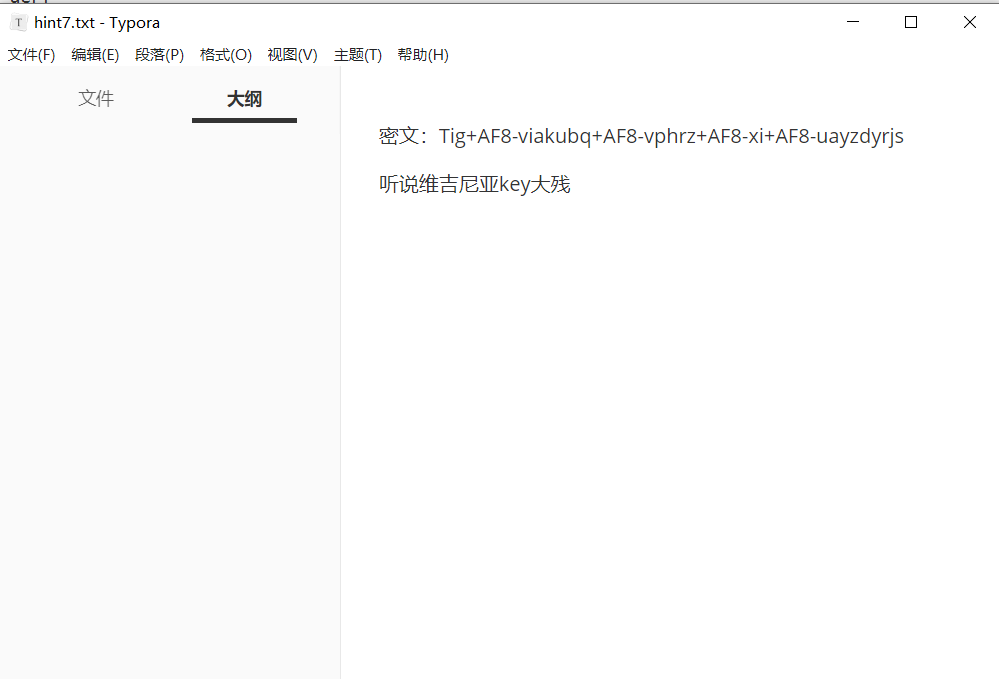 hint7.txt - Typora
文件(F) 编辑(E) 段落(P) 格式(O) 视图(V) 主题(T) 帮助(H)
文件 大纲
密文：Tig+AF8-viakubq+AF8-vphrz+AF8-xi+AF8-uayzdyrjs
听说维吉尼亚key大残